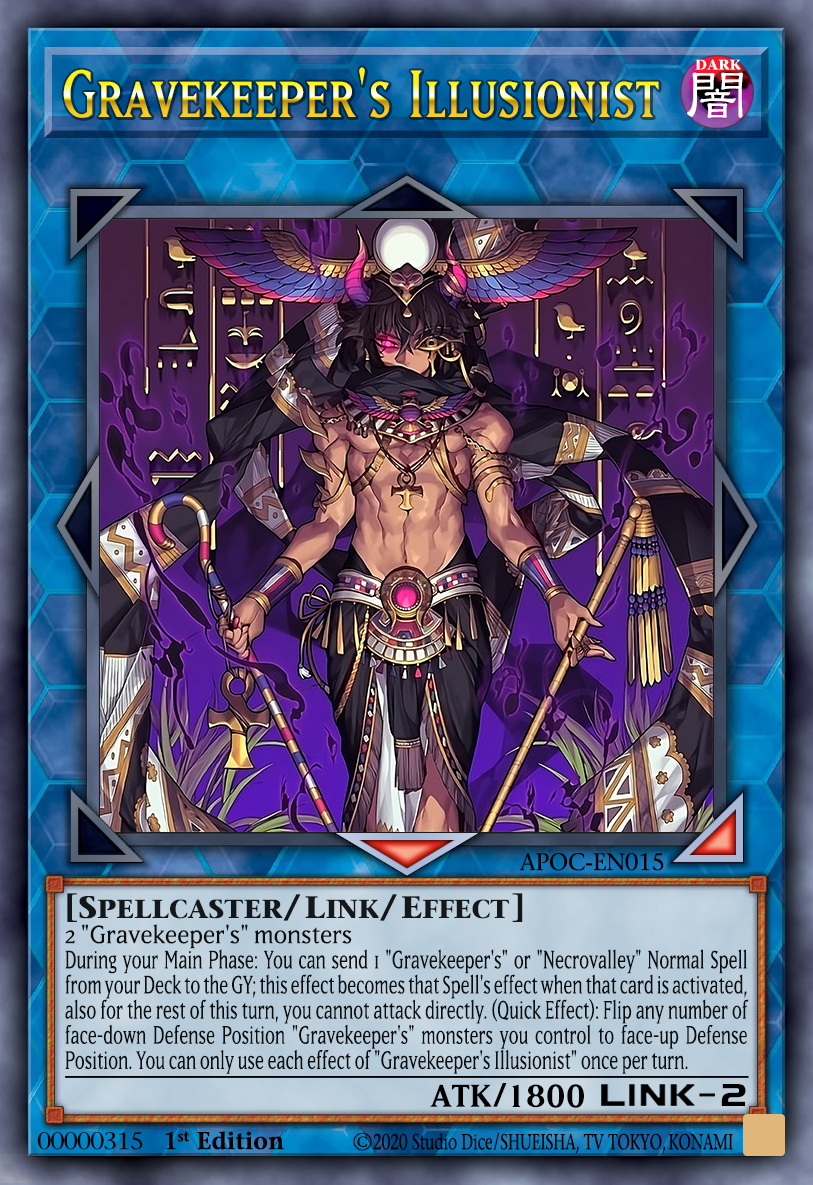 GRAVEKEEPER'S ILLUSIONIST
DARK
闇
APOC-EN015
[SPELLCASTER/LINK/EFFECT]
2 "Gravekeeper's" monsters
During your Main Phase: You can send 1 "Gravekeeper's" or "Necrovalley" Normal Spell
from your Deck to the GY; this effect becomes that Spell's effect when that card is activated,
also for the rest of this turn, you cannot attack directly. (Quick Effect): Flip any number of
face-down Defense Position "Gravekeeper's" monsters you control to face-up Defense
Position. You can only use each effect of "Gravekeeper's Illusionist" once per turn.
ATK/1800 LINK-2
00000315 1st Edition ©2020 Studio Dice/SHUEISHA, TV TOKYO, KONAMI